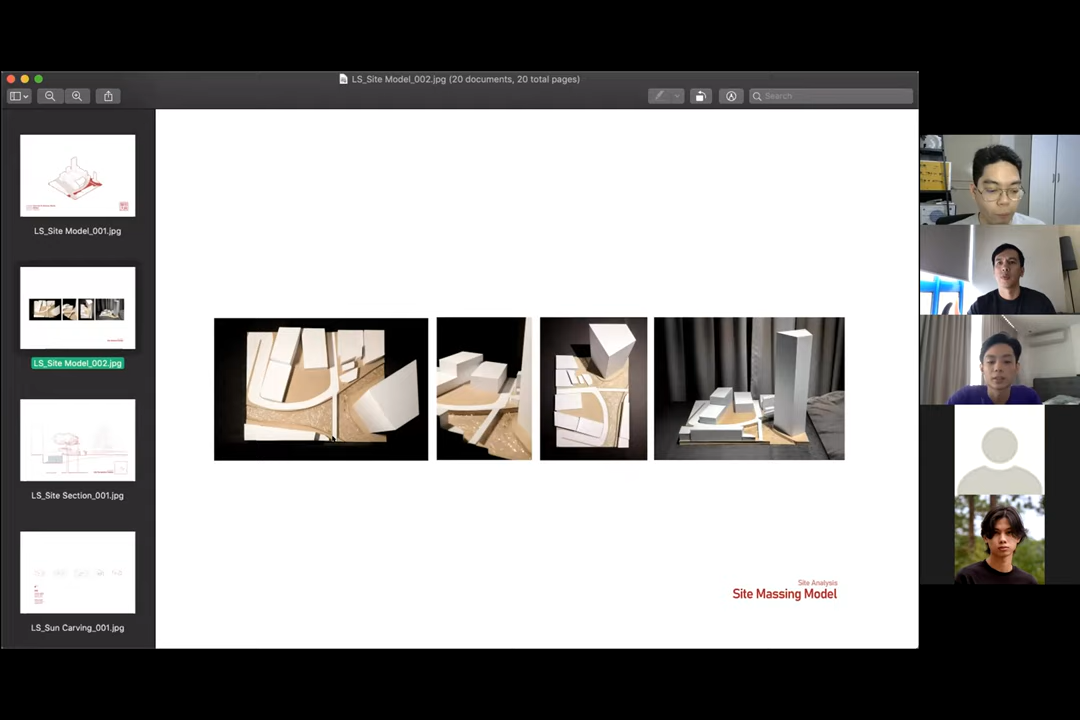 LS_Site Model_002.jpg (20 documents, 20 total pages)
Search
LS_Site Model_001.jpg
LS_Site Model_002.jpg
LS_Site Section_001.jpg
LS_Sun Carving_001.jpg
Site Analysis
Site Massing Model